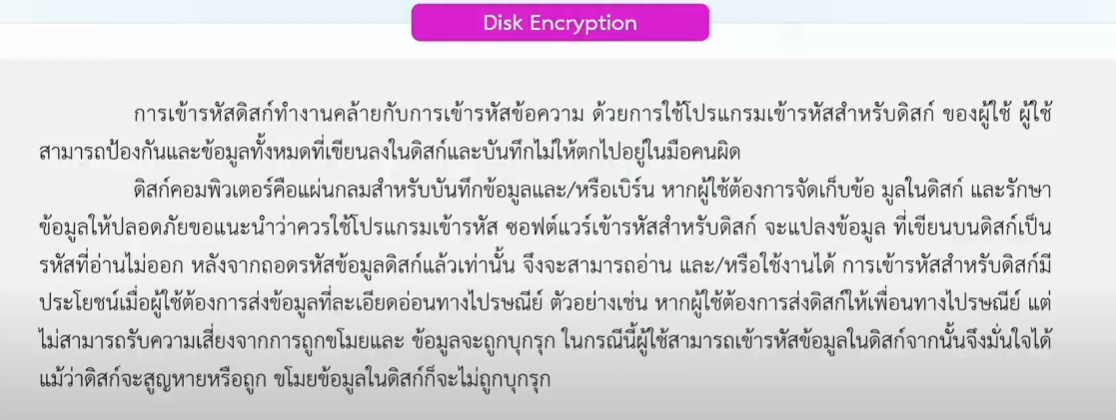 Disk Encryption
การเข้ารหัสดิสก์ทำงานคล้ายกับการเข้ารหัสข้อความ ด้วยการใช้โปรแกรมเข้ารหัสสำหรับดิสก์ ของผู้ใช้ ผู้ใช้
สามารถป้องกันและข้อมูลทั้งหมดที่เขียนลงในดิสก์และบันทึกไม่ให้ตกไปอยู่ในมือคนผิด
ดิสก์คอมพิวเตอร์คือแผ่นกลมสำหรับบันทึกข้อมูลและ/หรือเบิร์น หากผู้ใช้ต้องการจัดเก็บข้อ มูลในดิสก์ และรักษา
ข้อมูลให้ปลอดภัยขอแนะนำว่าควรใช้โปรแกรมเข้ารหัส ซอฟต์แวร์เข้ารหัสสำหรับดิสก์ จะแปลงข้อมูล ที่เขียนบนดิสก์เป็น
รหัสที่อ่านไม่ออก หลังจากถอดรหัสข้อมูลดิสก์แล้วเท่านั้น จึงจะสามารถอ่าน และ/หรือใช้งานได้ การเข้ารหัสสำหรับดิสก์มี
ประโยชน์เมื่อผู้ใช้ต้องการส่งข้อมูลที่ละเอียดอ่อนทางไปรษณีย์ ตัวอย่างเช่น หากผู้ใช้ต้องการส่งดิสก์ให้เพื่อนทางไปรษณีย์ แต่
ไม่สามารถรับความเสี่ยงจากการถูกขโมยและ ข้อมูลจะถูกบุกรุก ในกรณีนี้ผู้ใช้สามารถเข้ารหัสข้อมูลในดิสก์จากนั้นจึงมั่นใจได้
แม้ว่าดิสก์จะสูญหายหรือถูก ขโมยข้อมูลในดิสก์ก็จะไม่ถูกบุกรุก